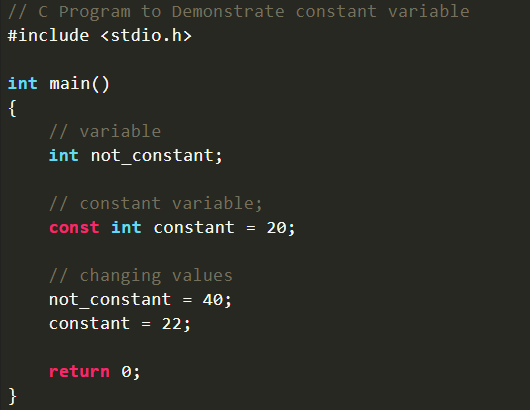 // C Program to Demonstrate constant variable
#include <stdio.h>

int main()
{
    // variable
    int not_constant;

    // constant variable;
    const int constant = 20;

    // changing values
    not_constant = 40;
    constant = 22;

    return 0;
}